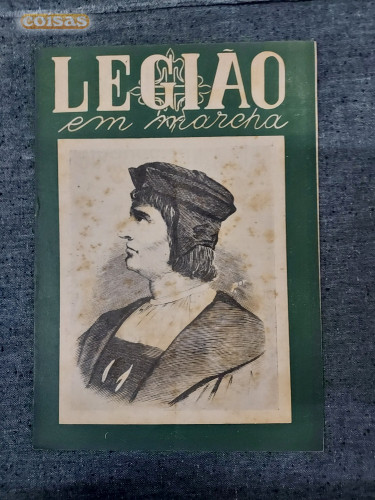 coisas
LEGIÃO
em marcha